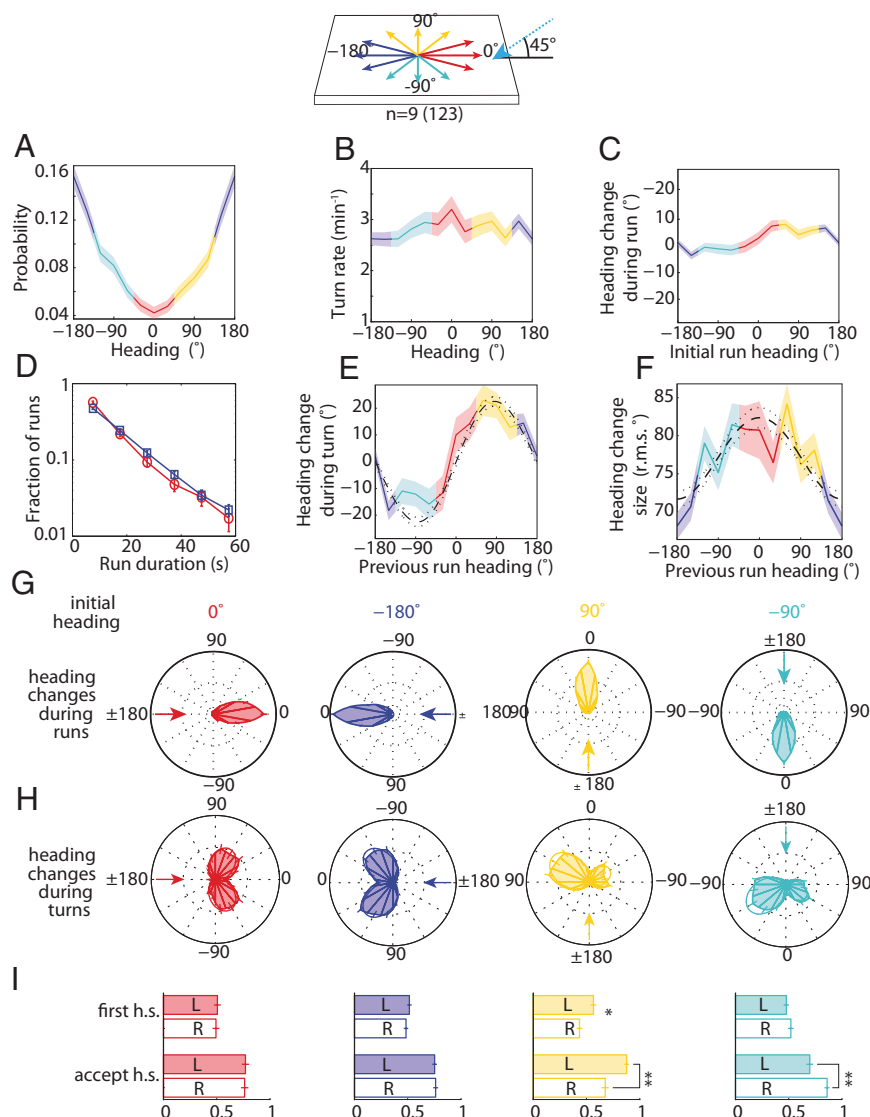 90°
−180°
0°
45°
-90°
n=9 (123)
A
0.16
0.12
0.08
0.04
Probability
−180 −90 0 90 180
Heading (°)
B
4
3
2
1
Turn rate (min⁻¹)
−180 −90 0 90 180
Heading (°)
C
−20
−10
0
10
−10
−20
Heading change during run (°)
−180 −90 0 90 180
Initial run heading (°)
D
1
0.1
0.01
Fraction of runs
0 20 40 60
Run duration (s)
E
20
10
0
−10
−20
Heading change during turn (°)
−180 −90 0 90 180
Previous run heading (°)
F
85
80
75
70
Heading change size (r.m.s. °)
−180 −90 0 90 180
Previous run heading (°)
G
initial heading
0°
−180°
90°
−90°
heading changes during runs
90
±180
0
−90
−90
0
± 180
90
0
90
−90
±180
±180
−90
90
0
H
heading changes during turns
90
±180
0
−90
−90
0
±180
90
0
90
−90
±180
±180
−90
90
0
I
first h.s.
L
R
L
R
L
R
*
L
R
accept h.s.
L
R
L
R
L
R
**
L
R
**
0 0.5 1
0 0.5 1
0 0.5 1
0 0.5 1